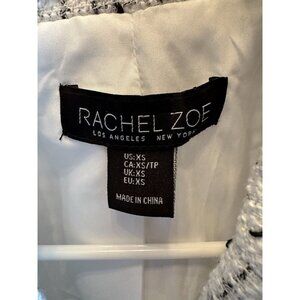 RACHEL ZOE
LOS ANGELES NEW YORK
US:XS
CA:XS/TP
UK:XS
EU:XS
MADE IN CHINA